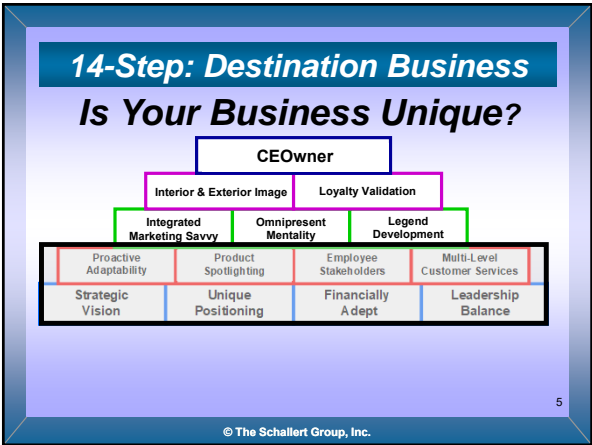 14-Step: Destination Business
Is Your Business Unique?
CEOwner
Interior & Exterior Image Loyalty Validation
Integrated Omnipresent Legend
Marketing Savvy Mentality Development
Proactive Product Employee Multi-Level
Adaptability Spotlighting Stakeholders Customer Services
Strategic Unique Financially Leadership
Vision Positioning Adept Balance
5
© The Schallert Group, Inc.